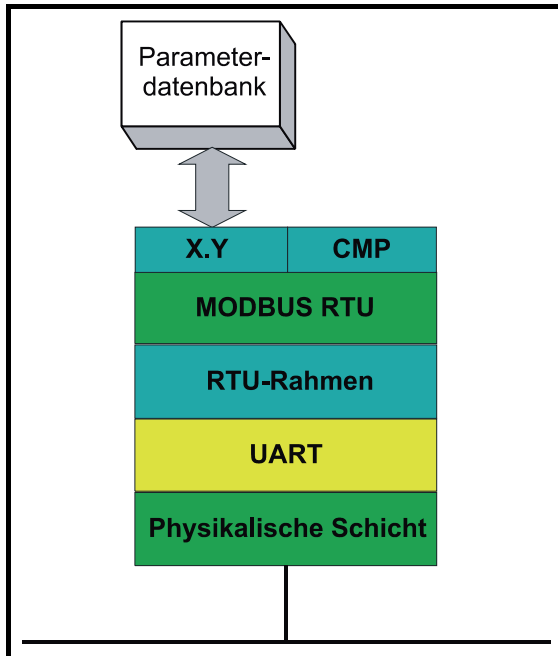 Parameter-
datenbank
X.Y CMP
MODBUS RTU
RTU-Rahmen
UART
Physikalische Schicht